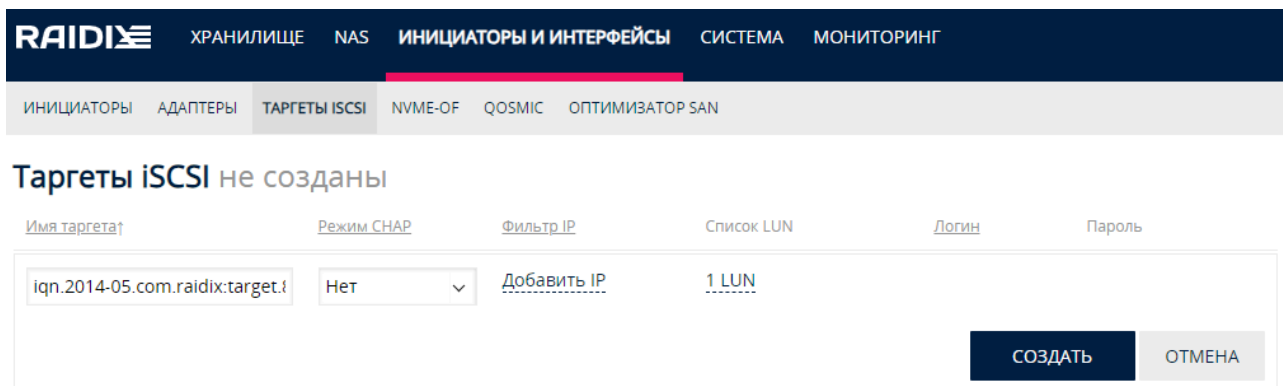 RAIDIX ХРАНИЛИЩЕ NAS ИНИЦИАТОРЫ И ИНТЕРФЕЙСЫ СИСТЕМА МОНИТОРИНГ
ИНИЦИАТОРЫ АДАПТЕРЫ ТАРГЕТЫ ISCSI NVME-OF QOSMIC ОПТИМИЗАТОР SAN
Таргеты iSCSI не созданы
Имя таргета↑ Режим CHAP Фильтр IP Список LUN Логин Пароль
iqn.2014-05.com.raidix:target.8 Нет Добавить IP 1 LUN
СОЗДАТЬ ОТМЕНА